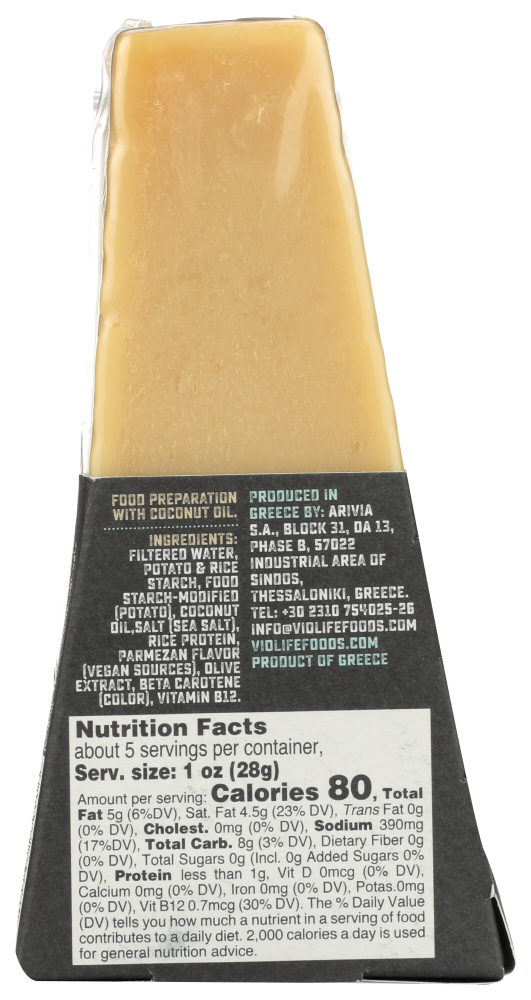 FOOD PREPARATION
WITH COCONUT OIL.
INGREDIENTS:
FILTERED WATER,
POTATO & RICE
STARCH, FOOD
STARCH-MODIFIED
(POTATO), COCONUT
OIL,SALT (SEA SALT),
RICE PROTEIN,
PARMEZAN FLAVOR
(VEGAN SOURCES), OLIVE
EXTRACT, BETA CAROTENE
(COLOR), VITAMIN B12.
PRODUCED IN
GREECE BY: ARIVIA
S.A., BLOCK 31, DA 13,
PHASE B, 57022
INDUSTRIAL AREA OF
SINDOS,
THESSALONIKI, GREECE.
TEL: +30 2310 754025-26
INFO@VIOLIFEFOODS.COM
VIOLIFEFOODS.COM
PRODUCT OF GREECE
Nutrition Facts
about 5 servings per container,
Serv. size: 1 oz (28g)
Amount per serving: Calories 80, Total
Fat 5g (6%DV), Sat. Fat 4.5g (23% DV), Trans Fat 0g
(0% DV), Cholest. 0mg (0% DV), Sodium 390mg
(17%DV), Total Carb. 8g (3% DV), Dietary Fiber 0g
(0% DV), Total Sugars 0g (Incl. 0g Added Sugars 0%
DV), Protein less than 1g, Vit D 0mcg (0% DV),
Calcium 0mg (0% DV), Iron 0mg (0% DV), Potas.0mg
(0% DV), Vit B12 0.7mcg (30% DV). The % Daily Value
(DV) tells you how much a nutrient in a serving of food
contributes to a daily diet. 2,000 calories a day is used
for general nutrition advice.